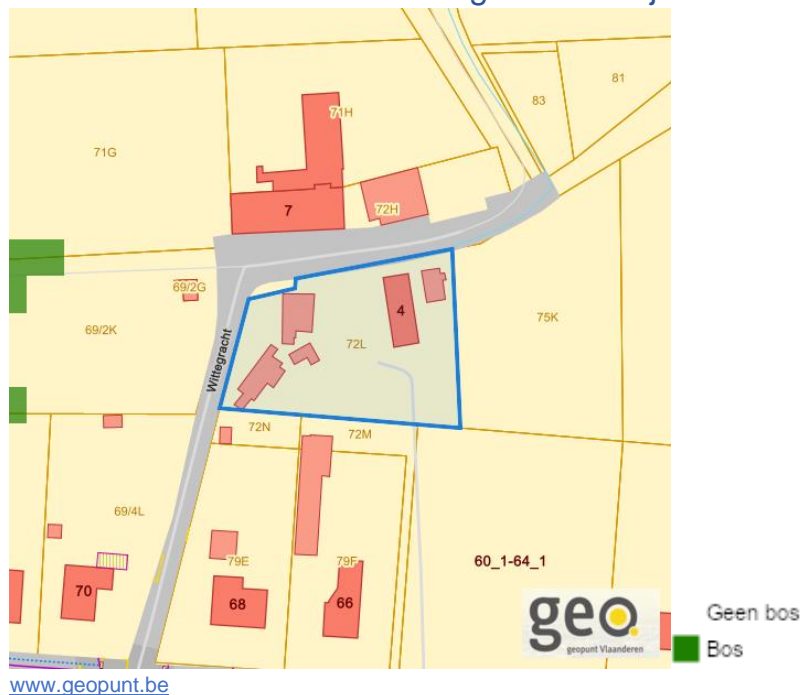 81
83
71H
71G
7
72H
69/2G
4
75K
69/2K
Wittegracht
72L
72N
72M
69/4L
60_1-64_1
79E
79F
70
68
66
geo
geopunt Vlaanderen
Geen bos
Bos
www.geopunt.be